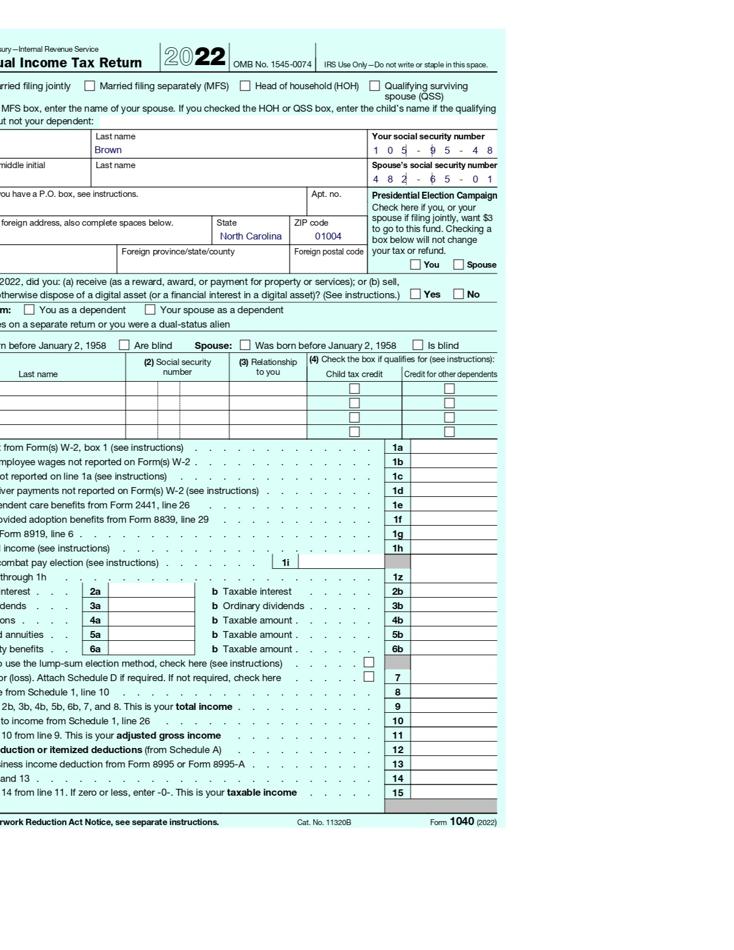 sury—Internal Revenue Service
ual Income Tax Return 2022 OMB No. 1545-0074 IRS Use Only—Do not write or staple in this space.
rried filing jointly Married filing separately (MFS) Head of household (HOH) Qualifying surviving
spouse (QSS)
MFS box, enter the name of your spouse. If you checked the HOH or QSS box, enter the child's name if the qualifying
ut not your dependent:
Last name Your social security number
Brown 1 0 5 - 9 5 - 4 8
middle initial Last name Spouse's social security number
4 8 2 - 6 5 - 0 1
you have a P.O. box, see instructions. Apt. no. Presidential Election Campaign
Check here if you, or your
spouse if filing jointly, want $3
to go to this fund. Checking a
box below will not change
your tax or refund.
You Spouse
foreign address, also complete spaces below. State ZIP code
North Carolina 01004
Foreign province/state/county Foreign postal code
2022, did you: (a) receive (as a reward, award, or payment for property or services); or (b) sell,
otherwise dispose of a digital asset (or a financial interest in a digital asset)? (See instructions.) Yes No
m: You as a dependent Your spouse as a dependent
es on a separate return or you were a dual-status alien
n before January 2, 1958 Are blind Spouse: Was born before January 2, 1958 Is blind
(2) Social security (3) Relationship (4) Check the box if qualifies for (see instructions):
Last name number to you Child tax credit Credit for other dependents
t from Form(s) W-2, box 1 (see instructions) . . . . . . . . . . . . . 1a
mployee wages not reported on Form(s) W-2 . . . . . . . . . . . . . 1b
ot reported on line 1a (see instructions) . . . . . . . . . . . . . . 1c
iver payments not reported on Form(s) W-2 (see instructions) . . . . . . . . 1d
endent care benefits from Form 2441, line 26 . . . . . . . . . . . . . 1e
ovided adoption benefits from Form 8839, line 29 . . . . . . . . . . . 1f
Form 8919, line 6 . . . . . . . . . . . . . . . . . . . 1g
l income (see instructions) . . . . . . . . . . . . . . . . . 1h
combat pay election (see instructions) . . . . . . . 1i
through 1h . . . . . . . . . . . . . . . . . . . . 1z
nterest . . . 2a b Taxable interest . . . . . 2b
dends . . . 3a b Ordinary dividends . . . . . 3b
ons . . . . 4a b Taxable amount . . . . . . 4b
d annuities . . 5a b Taxable amount . . . . . . 5b
ty benefits . . 6a b Taxable amount . . . . . . 6b
o use the lump-sum election method, check here (see instructions) . . . . .
or (loss). Attach Schedule D if required. If not required, check here . . . . . 7
e from Schedule 1, line 10 . . . . . . . . . . . . . . . . . 8
2b, 3b, 4b, 5b, 6b, 7, and 8. This is your total income . . . . . . . . . . 9
to income from Schedule 1, line 26 . . . . . . . . . . . . . . . 10
10 from line 9. This is your adjusted gross income . . . . . . . . . . . 11
duction or itemized deductions (from Schedule A) . . . . . . . . . . 12
siness income deduction from Form 8995 or Form 8995-A . . . . . . . . . 13
and 13 . . . . . . . . . . . . . . . . . . . . . 14
14 from line 11. If zero or less, enter -0-. This is your taxable income . . . . . 15
rwork Reduction Act Notice, see separate instructions. Cat. No. 11320B Form 1040 (2022)